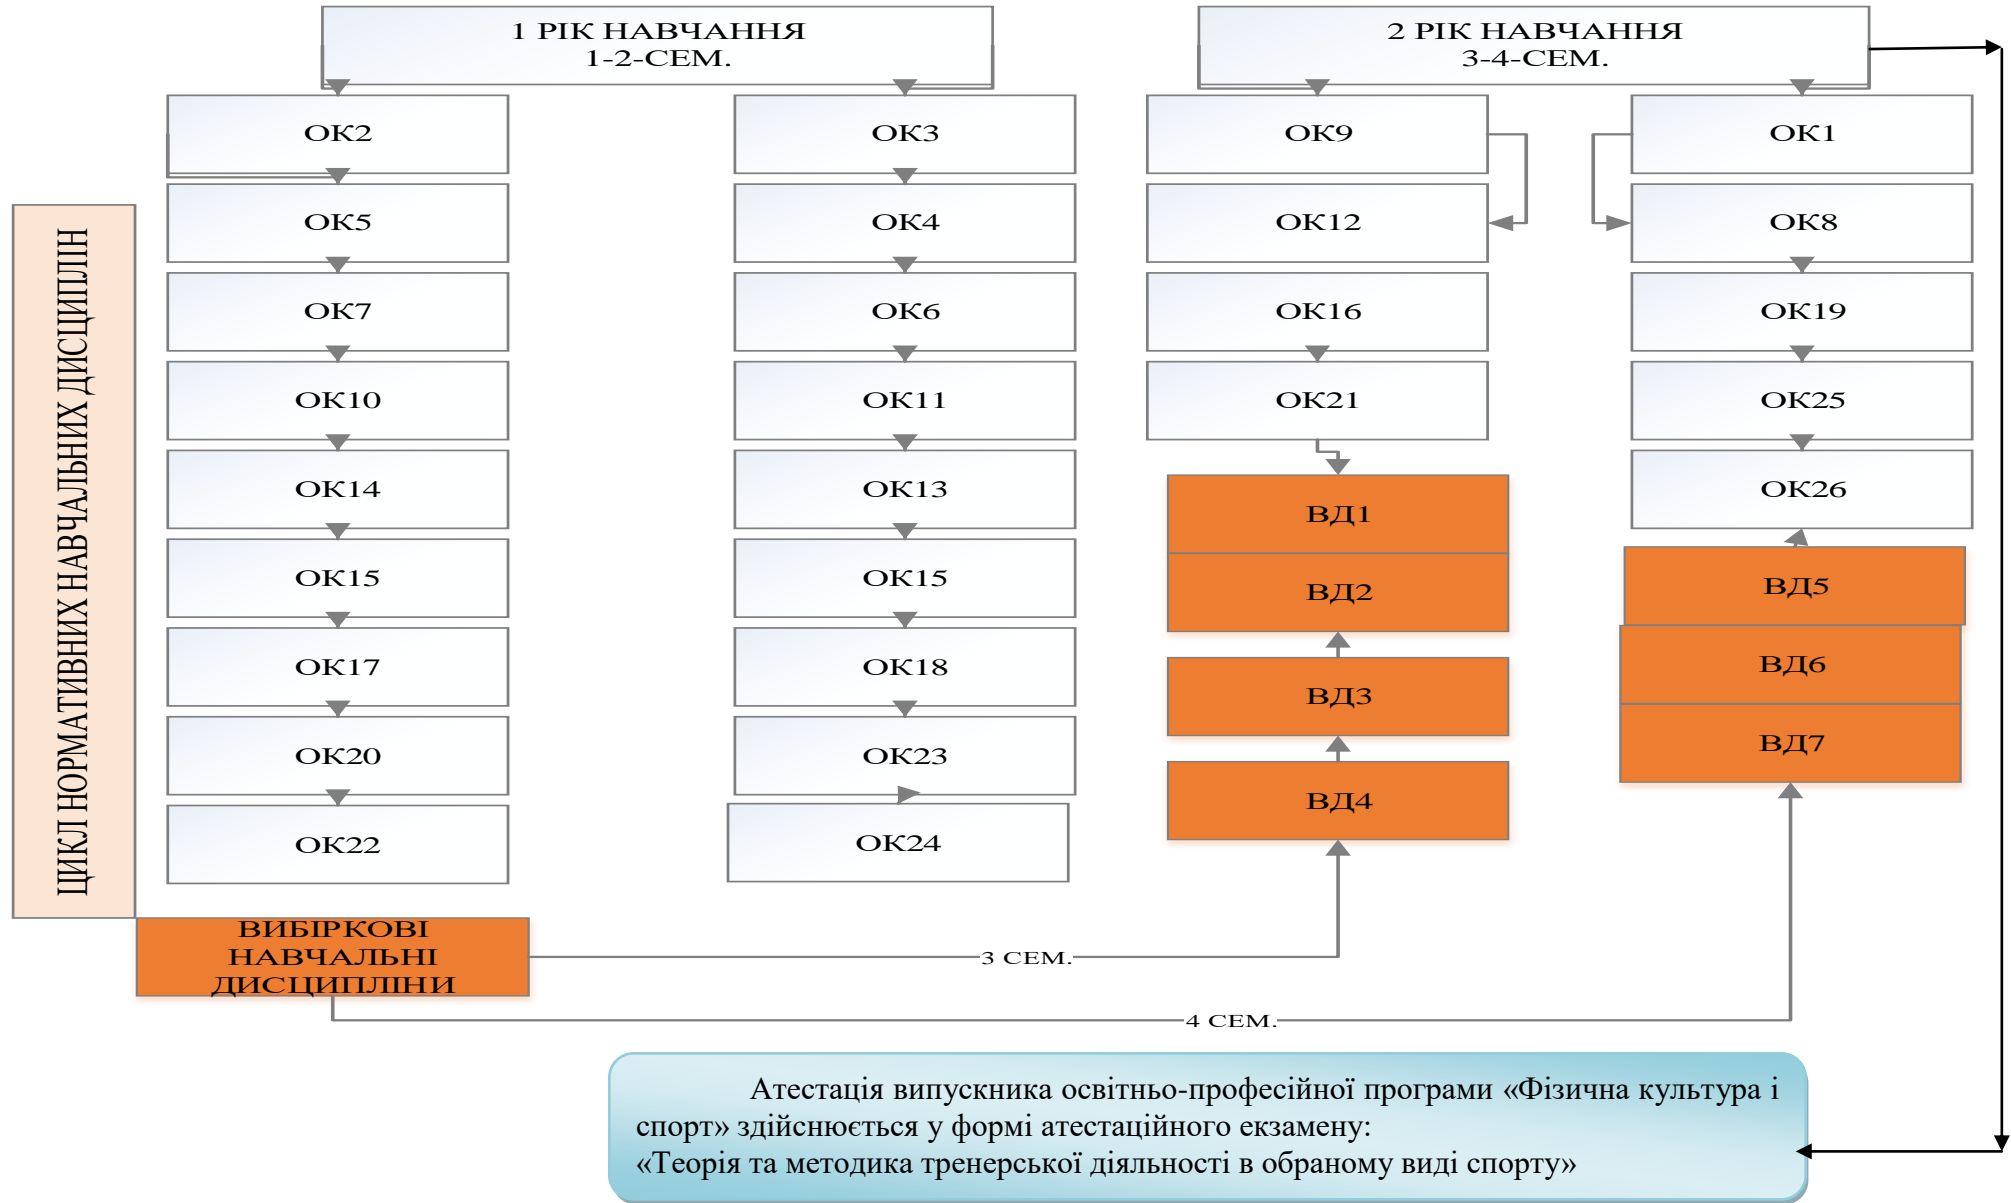 1 РІК НАВЧАННЯ
1-2-СЕМ.
2 РІК НАВЧАННЯ
3-4-СЕМ.
ЦИКЛ НОРМАТИВНИХ НАВЧАЛЬНИХ ДИСЦИПЛІН
ОК2
ОК5
ОК7
ОК10
ОК14
ОК15
ОК17
ОК20
ОК22
ОК3
ОК4
ОК6
ОК11
ОК13
ОК15
ОК18
ОК23
ОК24
ОК9
ОК12
ОК16
ОК21
ВД1
ВД2
ВД3
ВД4
ОК1
ОК8
ОК19
ОК25
ОК26
ВД5
ВД6
ВД7
ВИБІРКОВІ
НАВЧАЛЬНІ
ДИСЦИПЛІНИ
3 СЕМ.
4 СЕМ.
Атестація випускника освітньо-професійної програми «Фізична культура і
спорт» здійснюється у формі атестаційного екзамену:
«Теорія та методика тренерської діяльності в обраному виді спорту»